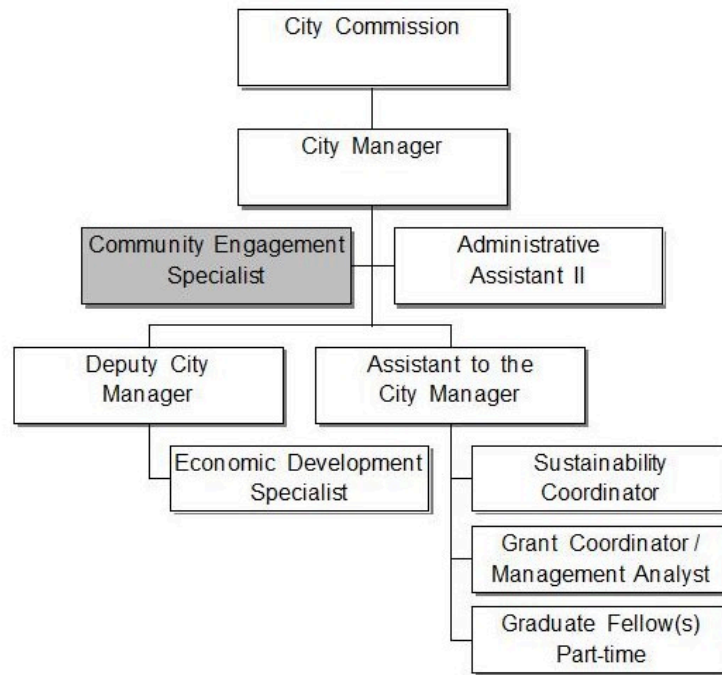 City Commission
City Manager
Community Engagement
Specialist
Administrative
Assistant II
Deputy City
Manager
Assistant to the
City Manager
Economic Development
Specialist
Sustainability
Coordinator
Grant Coordinator /
Management Analyst
Graduate Fellow(s)
Part-time